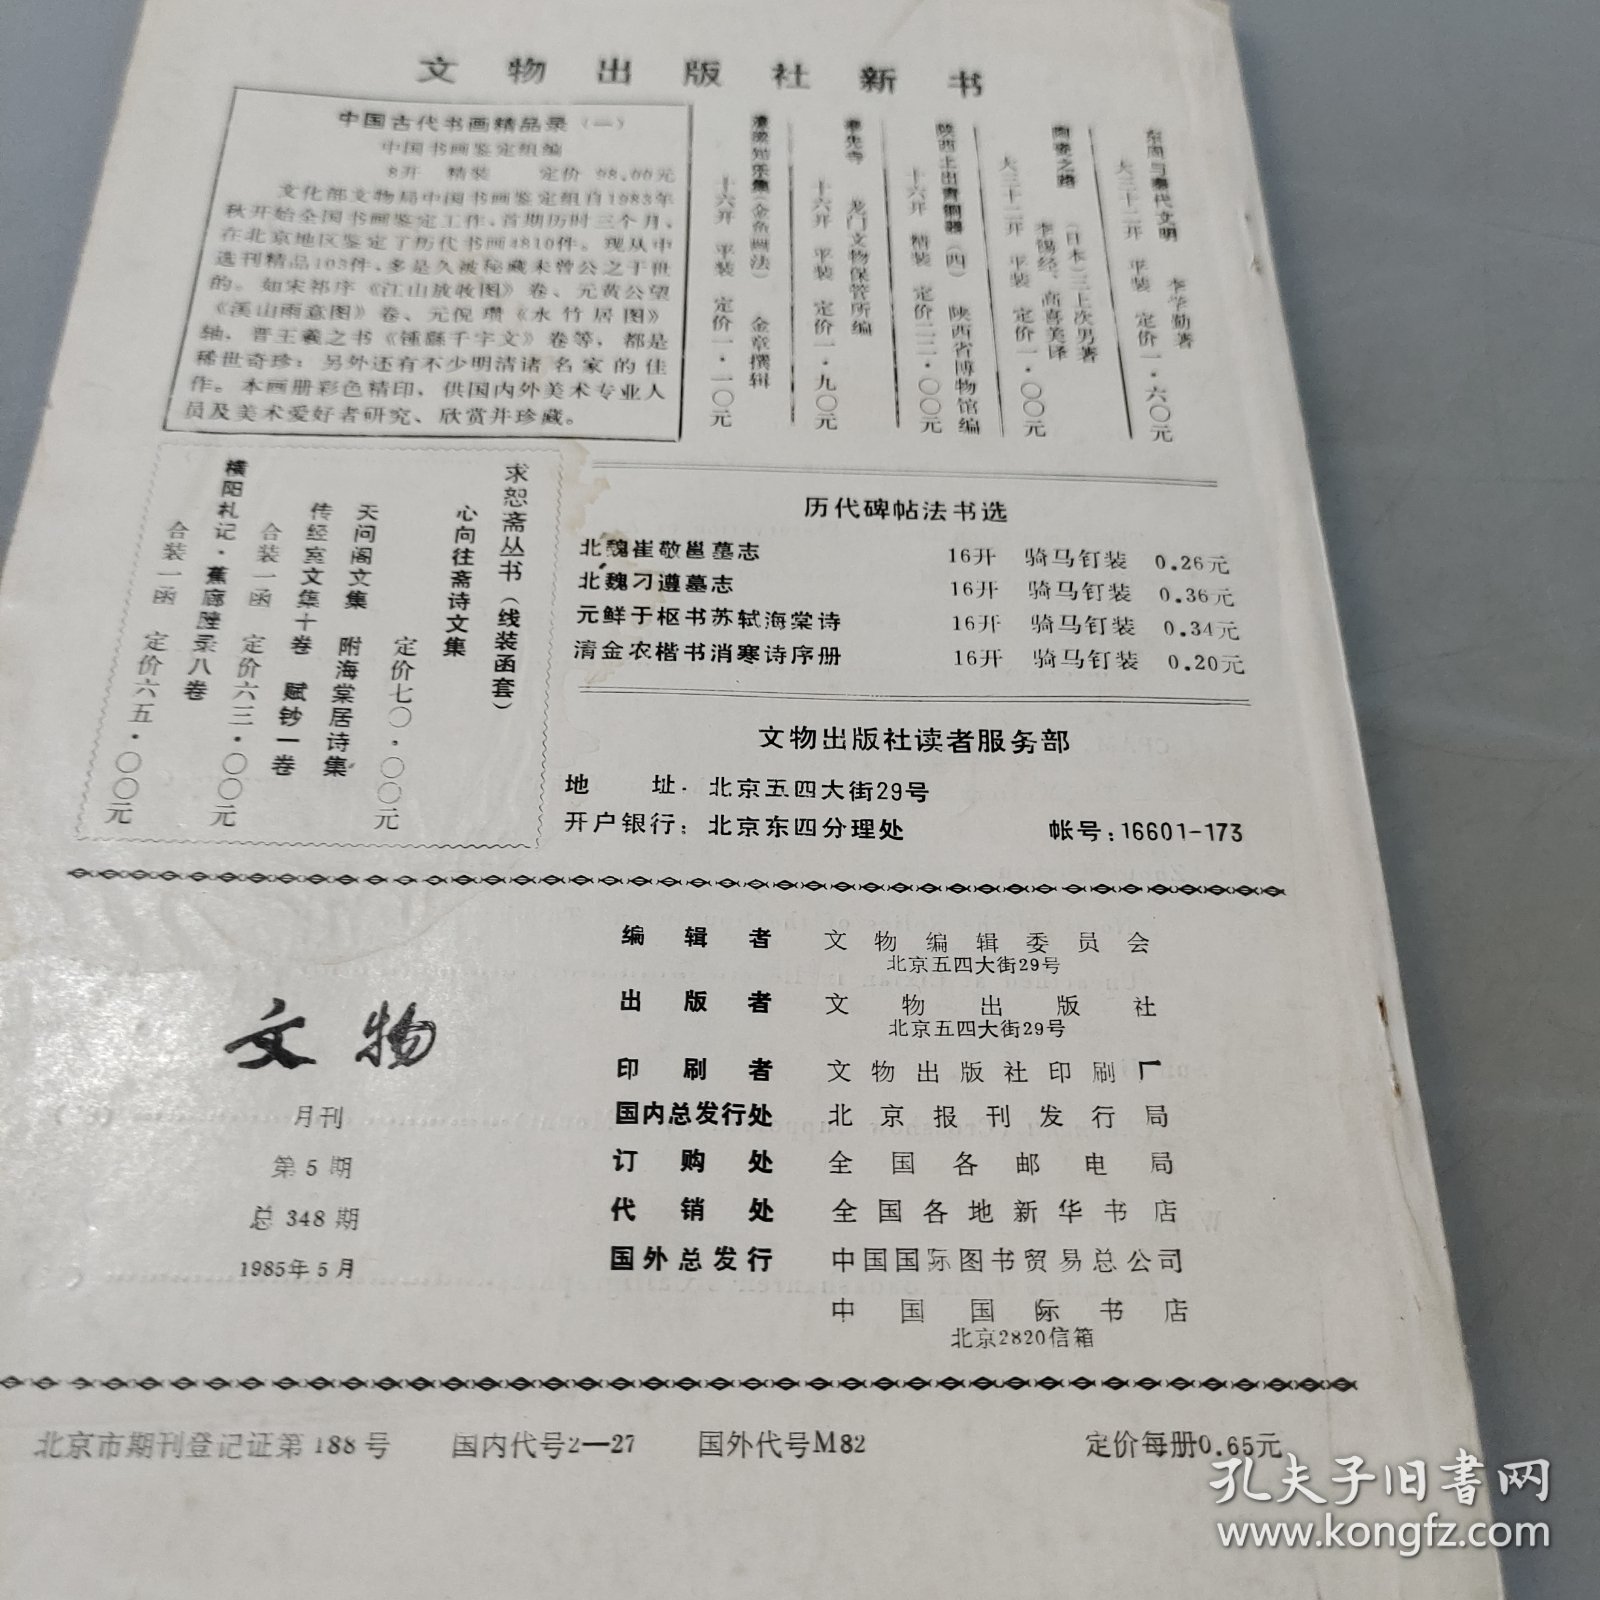 文物出版社新书
中国古代书画精品录（一）
中国书画鉴定组编
8开 精装 定价 98.00元
文化部文物局中国书画鉴定组自1983年
秋开始全国书画鉴定工作，首期历时三个月，
在北京地区鉴定了历代书画4810件。现从中
选刊精品103件，多是久被秘藏未曾公之于世
的。如宋祁序《江山放牧图》卷、元黄公望
《溪山雨意图》卷、元倪瓒《水竹居图》
轴，晋王羲之书《锺繇千字文》卷等，都是
稀世奇珍；另外还有不少明清诸名家的佳
作。本画册彩色精印，供国内外美术专业人
员及美术爱好者研究、欣赏并珍藏。
东周与秦代文明 李学勤著
大三十二开 平装 定价一·六〇元
陶瓷之路 （日本）三上次男著
李锡经、高喜美译
大三十二开 平装 定价一·〇〇元
陕西出土青铜器（四） 陕西省博物馆编
十六开 精装 定价二二·〇〇元
奉先寺 龙门文物保管所编
十六开 平装 定价一·九〇元
濠梁知乐集（金鱼画法） 金章撰辑
十六开 平装 定价一·一〇元
求恕斋丛书（线装函套）
心向往斋诗文集
定价七〇·〇〇元
天问阁文集 附海棠居诗集
传经室文集十卷 赋钞一卷
合装一函 定价六三·〇〇元
横阳札记·蕉廊脞录八卷
合装一函 定价六五·〇〇元
历代碑帖法书选
北魏崔敬邕墓志 16开 骑马钉装 0.26元
北魏刁遵墓志 16开 骑马钉装 0.36元
元鲜于枢书苏轼海棠诗 16开 骑马钉装 0.34元
清金农楷书消寒诗序册 16开 骑马钉装 0.20元
文物出版社读者服务部
地 址：北京五四大街29号
开户银行：北京东四分理处 帐号：16601-173
文物
月刊
第5期
总348期
1985年5月
编辑者 文物编辑委员会
北京五四大街29号
出版者 文物出版社
北京五四大街29号
印刷者 文物出版社印刷厂
国内总发行处 北京报刊发行局
订购处 全国各邮电局
代销处 全国各地新华书店
国外总发行 中国国际图书贸易总公司
中国国际书店
北京2820信箱
北京市期刊登记证第188号 国内代号2—27 国外代号M82 定价每册0.65元
孔夫子旧书网
www.kongfz.com